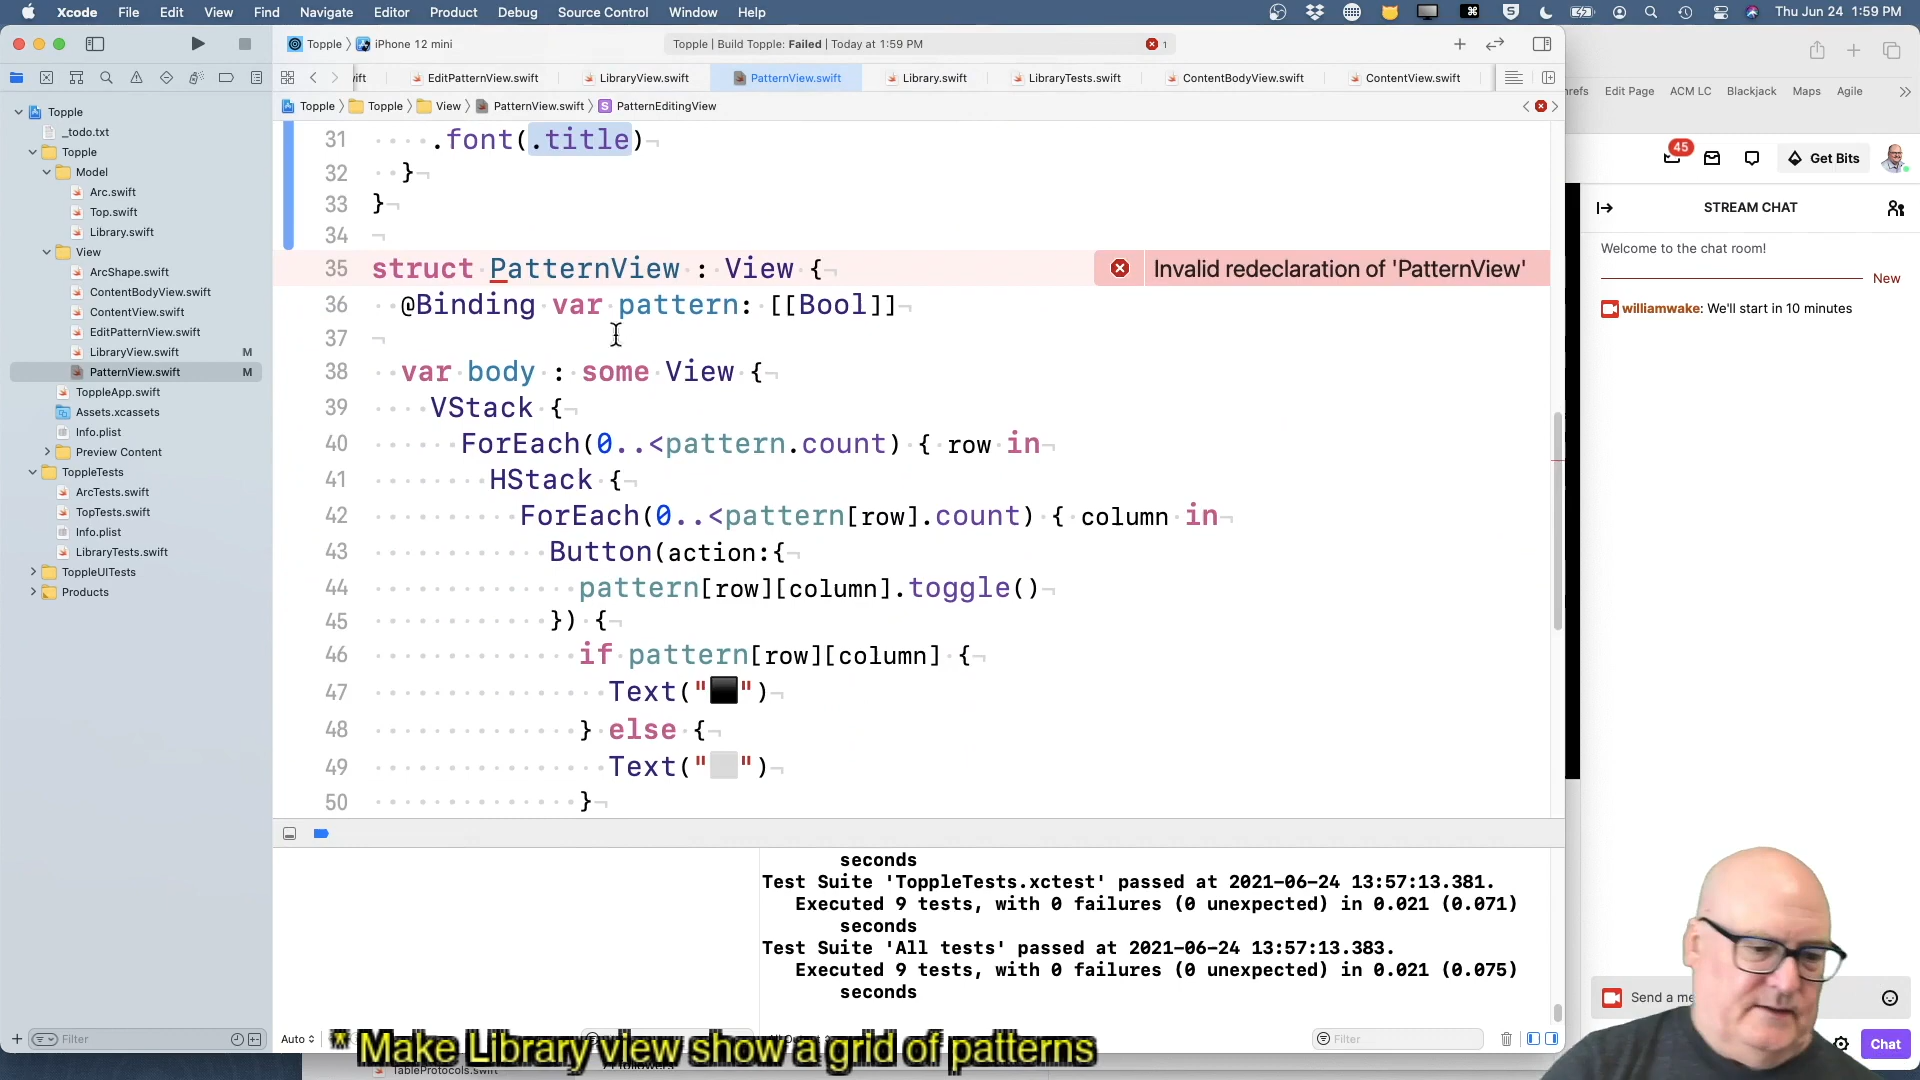 Xcode File Edit View Find Navigate Editor Product Debug Source Control Window Help
Thu Jun 24 1:59 PM
Topple 〉 iPhone 12 mini
Topple | Build Topple: Failed | Today at 1:59 PM
1
ift EditPatternView.swift LibraryView.swift PatternView.swift Library.swift LibraryTests.swift ContentBodyView.swift ContentView.swift
Topple 〉 Topple 〉 View 〉 PatternView.swift 〉 S PatternEditingView
Topple
_todo.txt
Topple
Model
Arc.swift
Top.swift
Library.swift
View
ArcShape.swift
ContentBodyView.swift
ContentView.swift
EditPatternView.swift
LibraryView.swift M
PatternView.swift M
ToppleApp.swift
Assets.xcassets
Info.plist
Preview Content
ToppleTests
ArcTests.swift
TopTests.swift
Info.plist
LibraryTests.swift
ToppleUITests
Products
Filter
31 .font(.title)
32 }
33 }
34
35 struct PatternView : View {
Invalid redeclaration of 'PatternView'
36 @Binding var pattern: [[Bool]]
37
38 var body : some View {
39 VStack {
40 ForEach(0..<pattern.count) { row in
41 HStack {
42 ForEach(0..<pattern[row].count) { column in
43 Button(action:{
44 pattern[row][column].toggle()
45 }) {
46 if pattern[row][column] {
47 Text("⬛")
48 } else {
49 Text("⬜")
50 }
seconds
Test Suite 'ToppleTests.xctest' passed at 2021-06-24 13:57:13.381.
Executed 9 tests, with 0 failures (0 unexpected) in 0.021 (0.071)
seconds
Test Suite 'All tests' passed at 2021-06-24 13:57:13.383.
Executed 9 tests, with 0 failures (0 unexpected) in 0.021 (0.075)
seconds
Auto
Filter
* Make Library view show a grid of patterns
TableProtocols.swift
refs Edit Page ACM LC Blackjack Maps Agile
45
Get Bits
STREAM CHAT
Welcome to the chat room!
New
williamwake: We'll start in 10 minutes
Send a me
Chat